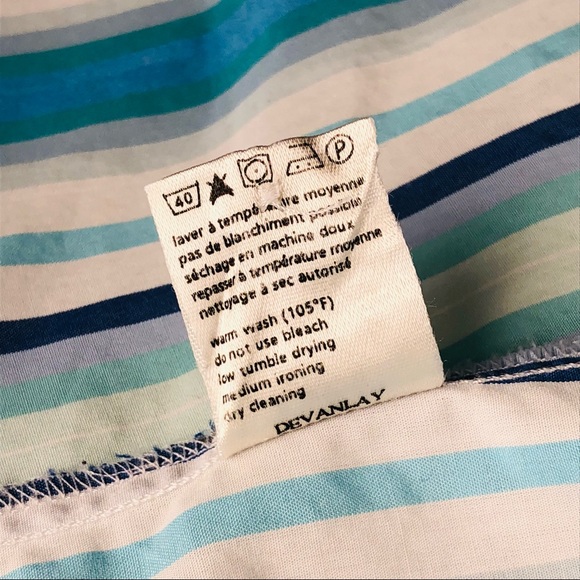 40 P
laver à température moyenne
pas de blanchiment possible
séchage en machine doux
repasser à température moyenne
nettoyage à sec autorisé
warm wash (105°F)
do not use bleach
low tumble drying
medium ironing
dry cleaning
DEVANLAY